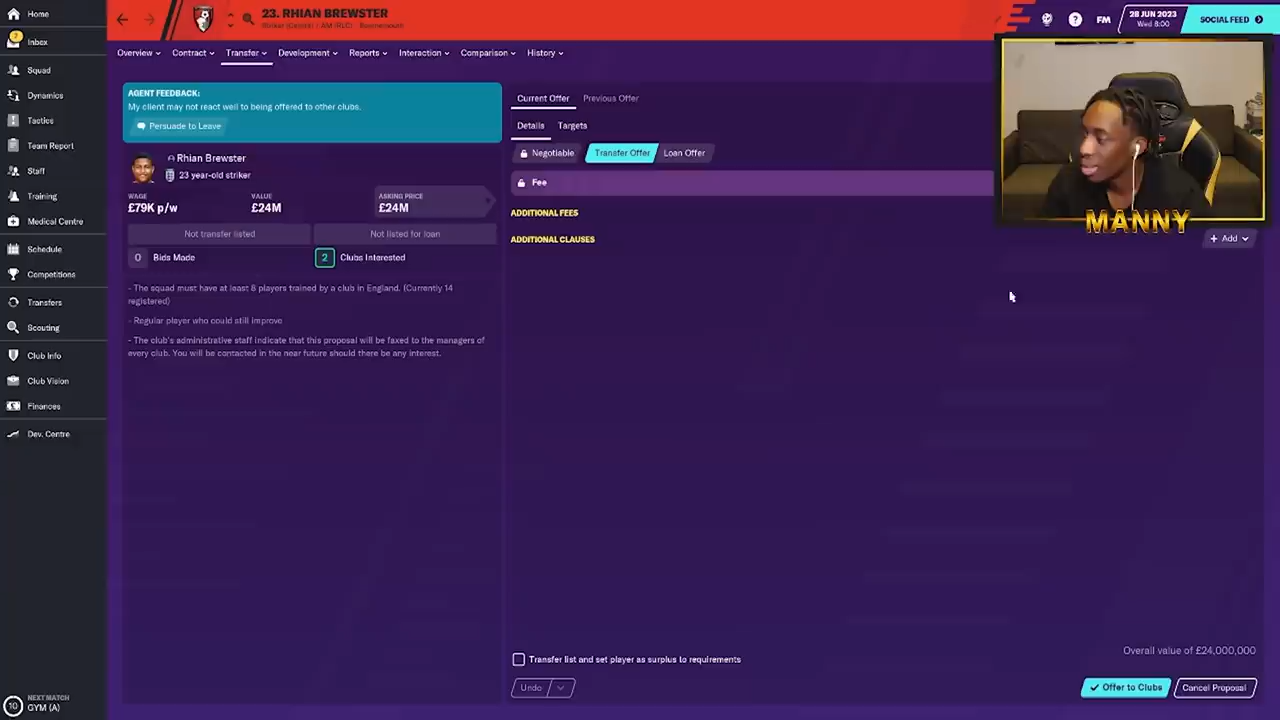 23. RHIAN BREWSTER
Striker (Centre) / AM (RLC) - Bournemouth
28 JUN 2023
Wed 8:00
FM
SOCIAL FEED
Inbox
Squad
Dynamics
Tactics
Team Report
Staff
Training
Medical Centre
Schedule
Competitions
Transfers
Scouting
Club Info
Club Vision
Finances
Dev. Centre
10
NEXT MATCH
GYM (A)
Overview
Contract
Transfer
Development
Reports
Interaction
Comparison
History
AGENT FEEDBACK:
My client may not react well to being offered to other clubs.
Persuade to Leave
Rhian Brewster
23 year-old striker
WAGE
£79K p/w
VALUE
£24M
ASKING PRICE
£24M
Not transfer listed
Not listed for loan
0 Bids Made
2 Clubs Interested
- The squad must have at least 8 players trained by a club in England. (Currently 14
registered)
- Regular player who could still improve
- The club's administrative staff indicate that this proposal will be faxed to the managers of
every club. You will be contacted in the near future should there be any interest.
Current Offer
Previous Offer
Details
Targets
Negotiable
Transfer Offer
Loan Offer
Fee
ADDITIONAL FEES
ADDITIONAL CLAUSES
MANNY
+ Add
Transfer list and set player as surplus to requirements
Undo
Overall value of £24,000,000
Offer to Clubs
Cancel Proposal